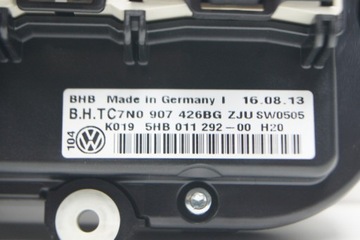 BHB Made in Germany I 16.08.13
B.H.TC7N0 907 426BG ZJU SW0505
104 K019 5HB 011 292-00 H20